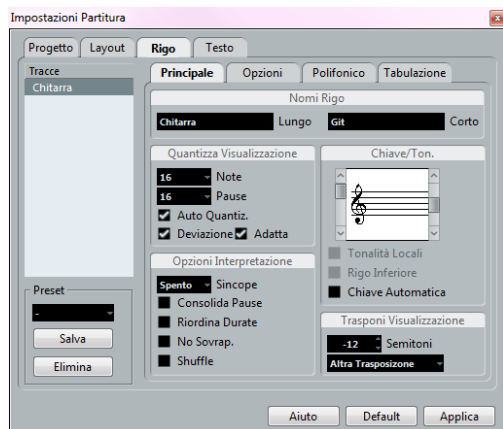 Impostazioni Partitura
Progetto Layout Rigo Testo
Tracce
Chitarra
Principale Opzioni Polifonico Tabulazione
Nomi Rigo
Chitarra Lungo Git Corto
Quantizza Visualizzazione
16 Note
16 Pause
Auto Quantiz.
Deviazione Adatta
Chiave/Ton.
Tonalità Locali
Rigo Inferiore
Chiave Automatica
Opzioni Interpretazione
Spento Sincope
Consolida Pause
Riordina Durate
No Sovrap.
Shuffle
Trasponi Visualizzazione
-12 Semitoni
Altra Trasposizone
Preset
-
Salva
Elimina
Aiuto Default Applica